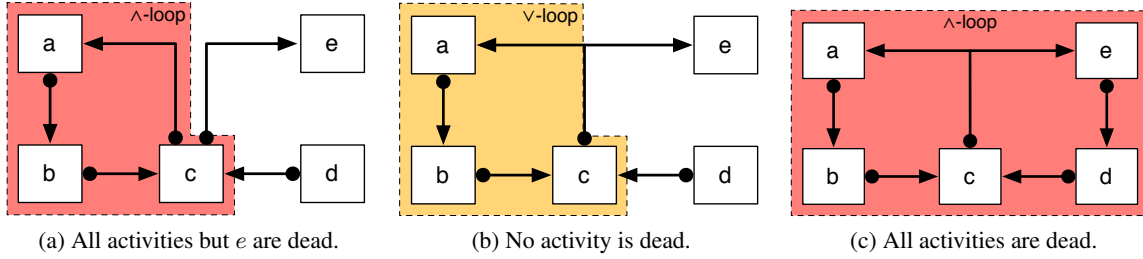 ∧-loop
a
e
b
c
d
(a) All activities but e are dead.
∨-loop
a
e
b
c
d
(b) No activity is dead.
∧-loop
a
e
b
c
d
(c) All activities are dead.